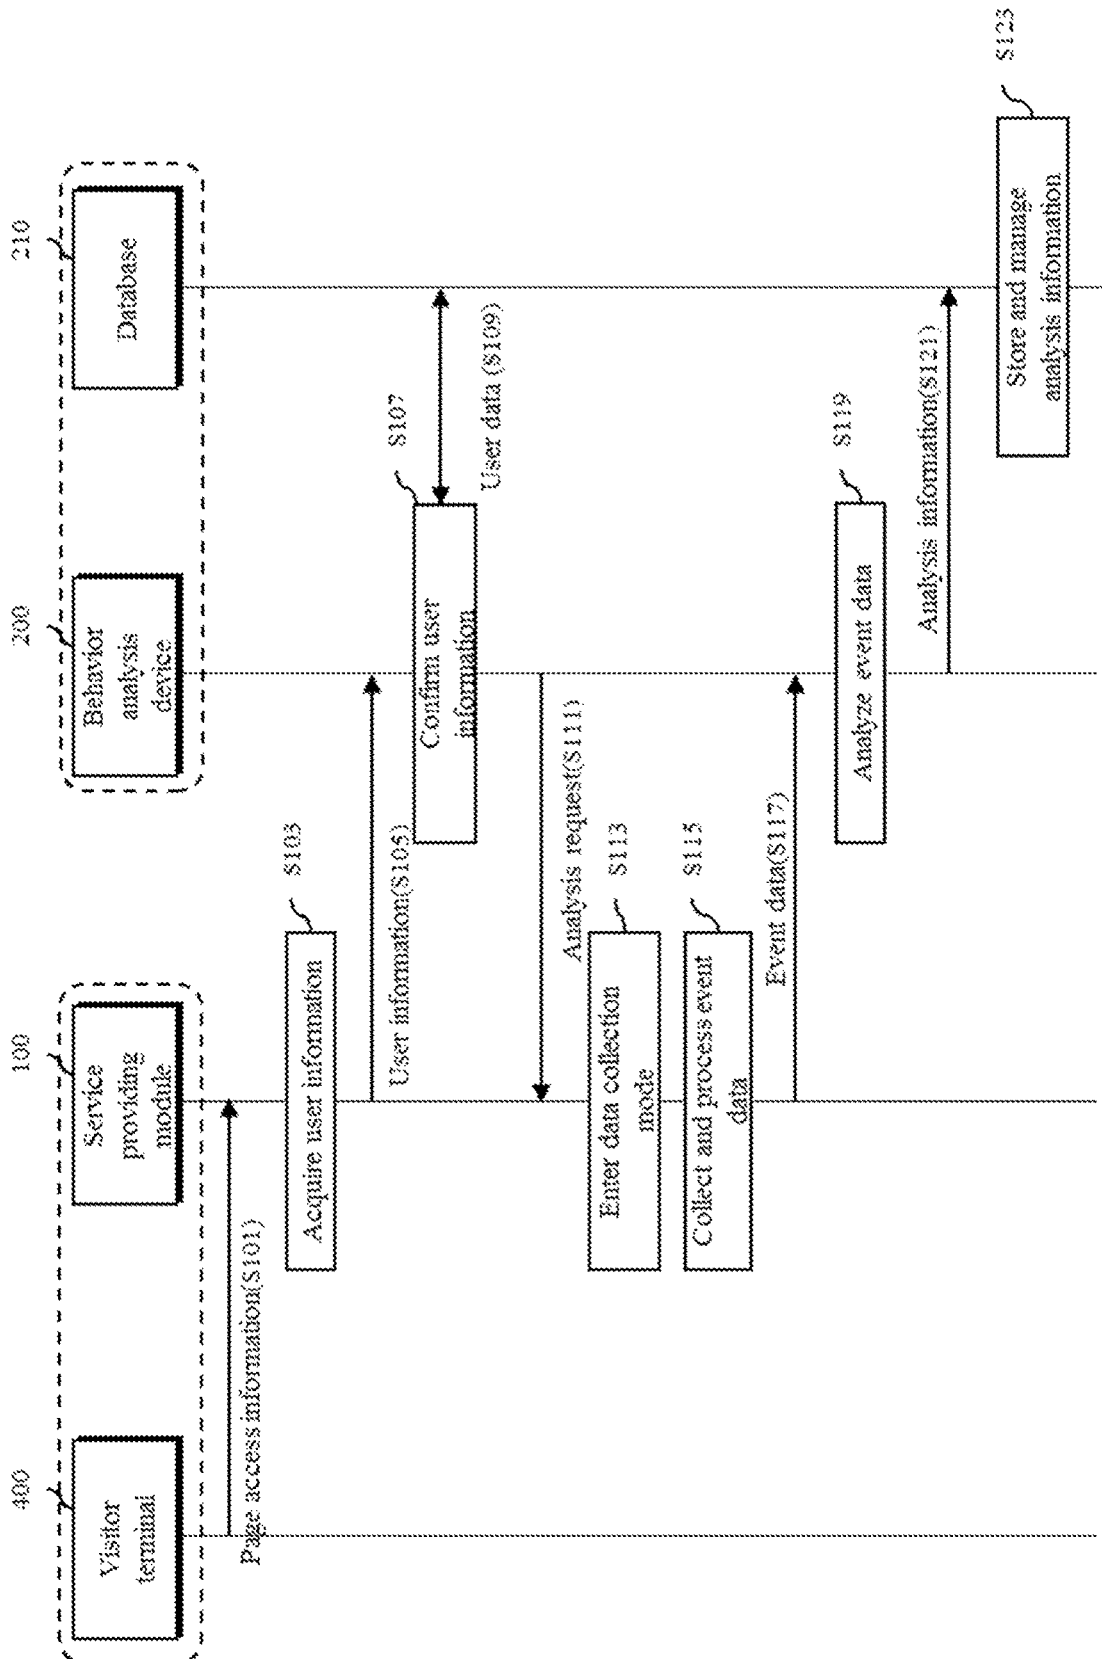 400
Visitor
terminal
100
Service
providing
module
200
Behavior
analysis
device
210
Database
Page access information(S101)
Acquire user information
S103
User information(S105)
Confirm user
information
S107
User data (S109)
Analysis request(S111)
Enter data collection
mode
S113
Collect and process event
data
S115
Event data(S117)
Analyze event data
S119
Analysis information(S121)
Store and manage
analysis information
S123